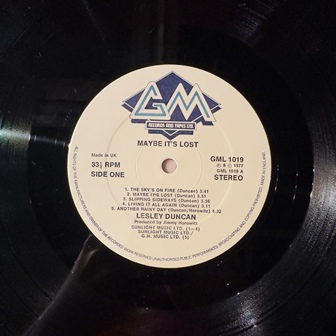 GM
RECORDS AND TAPES LTD.
MAYBE IT'S LOST
Made in UK
33⅓ RPM
SIDE ONE
GML 1019
℗ & © 1977
GML 1019 A
STEREO
1. THE SKY'S ON FIRE (Duncan) 3.41
2. MAYBE IT'S LOST (Duncan) 3.51
3. SLIPPING SIDEWAYS (Duncan) 3.36
4. LIVING IT ALL AGAIN (Duncan) 5.11
5. ANOTHER RAINY DAY (Duncan/Horowitz) 4.32
LESLEY DUNCAN
Produced by Jimmy Horowitz
SUNLIGHT MUSIC LTD. (1—4)
SUNLIGHT MUSIC LTD./
G.H. MUSIC LTD. (5)